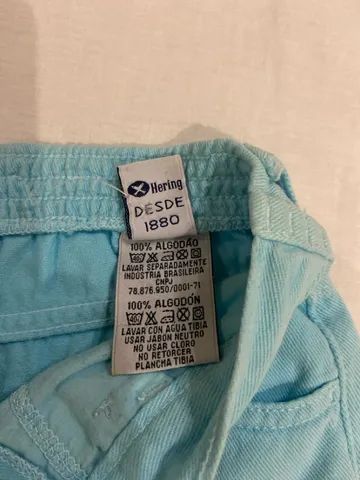 Hering
DESDE
1880
100% ALGODÃO
LAVAR SEPARADAMENTE
INDÚSTRIA BRASILEIRA
CNPJ
78.876.950/0001-71
100% ALGODÓN
LAVAR CON AGUA TIBIA
USAR JABÓN NEUTRO
NO USAR CLORO
NO RETORCER
PLANCHA TIBIA